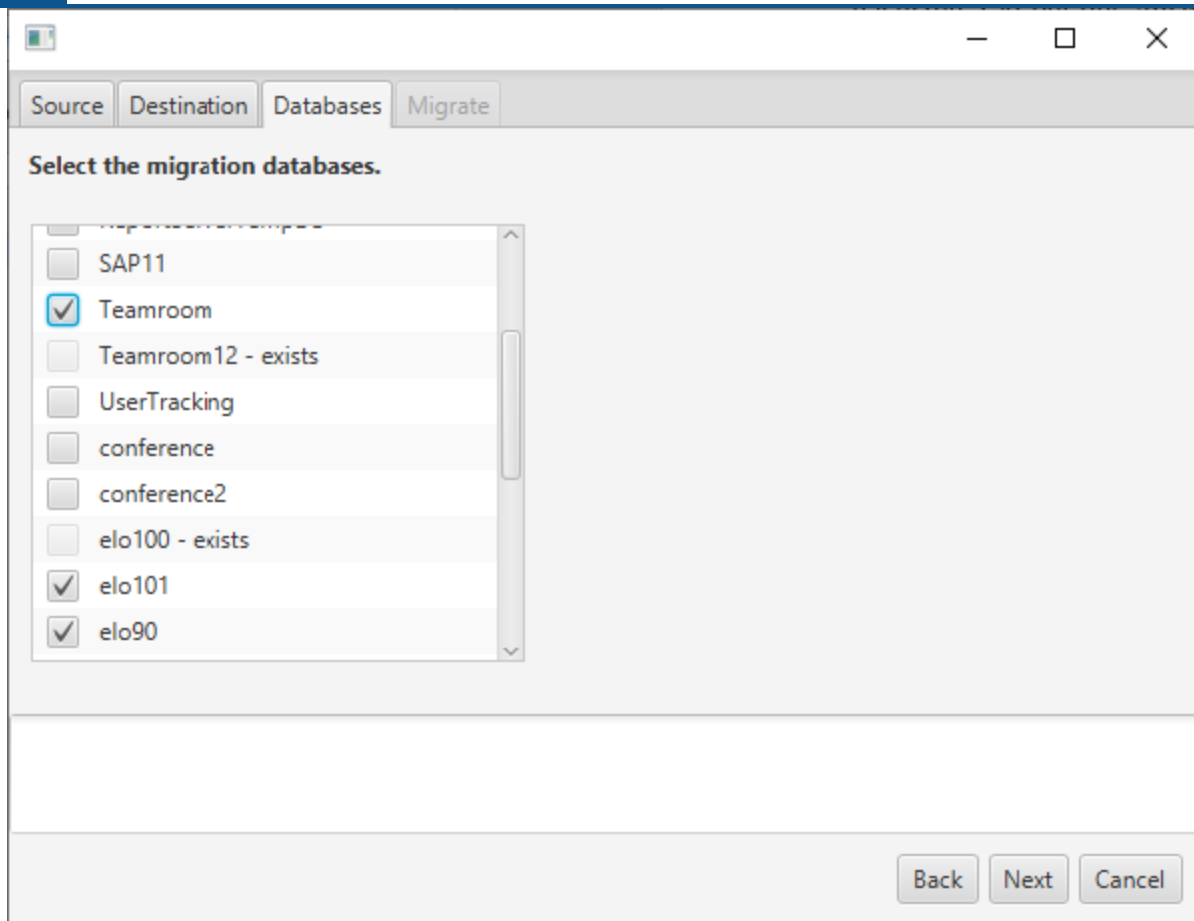 Source Destination Databases Migrate
Select the migration databases.
SAP11
Teamroom
Teamroom12 - exists
UserTracking
conference
conference2
elo100 - exists
elo101
elo90
Back Next Cancel